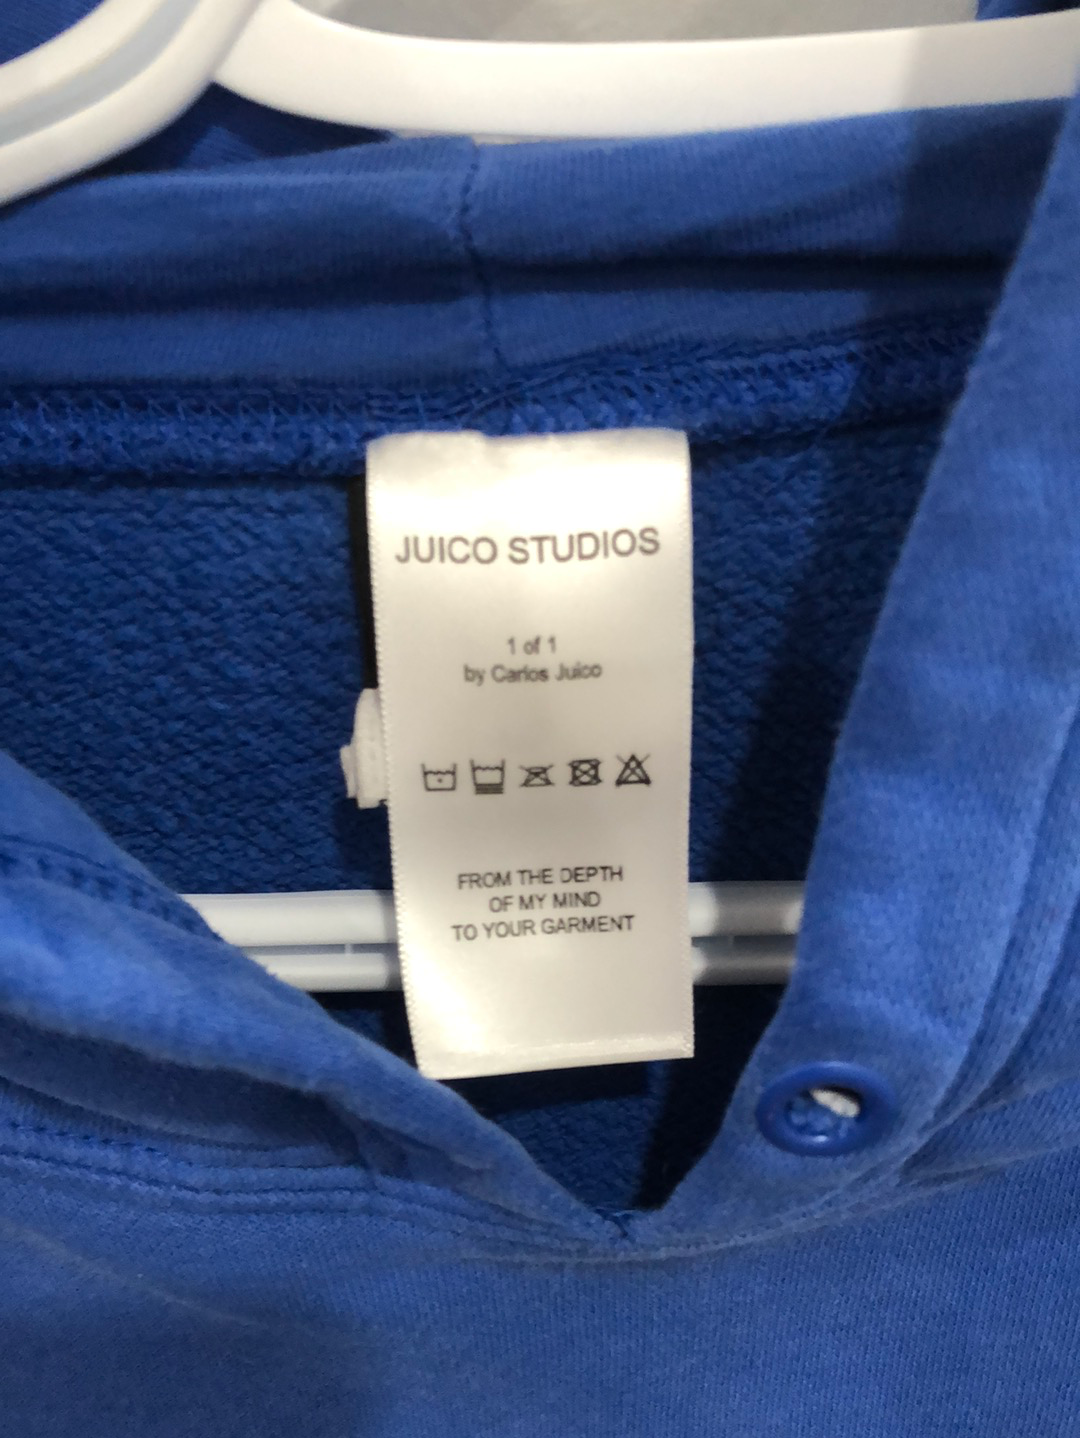 JUICO STUDIOS
1 of 1
by Carlos Juico
FROM THE DEPTH
OF MY MIND
TO YOUR GARMENT